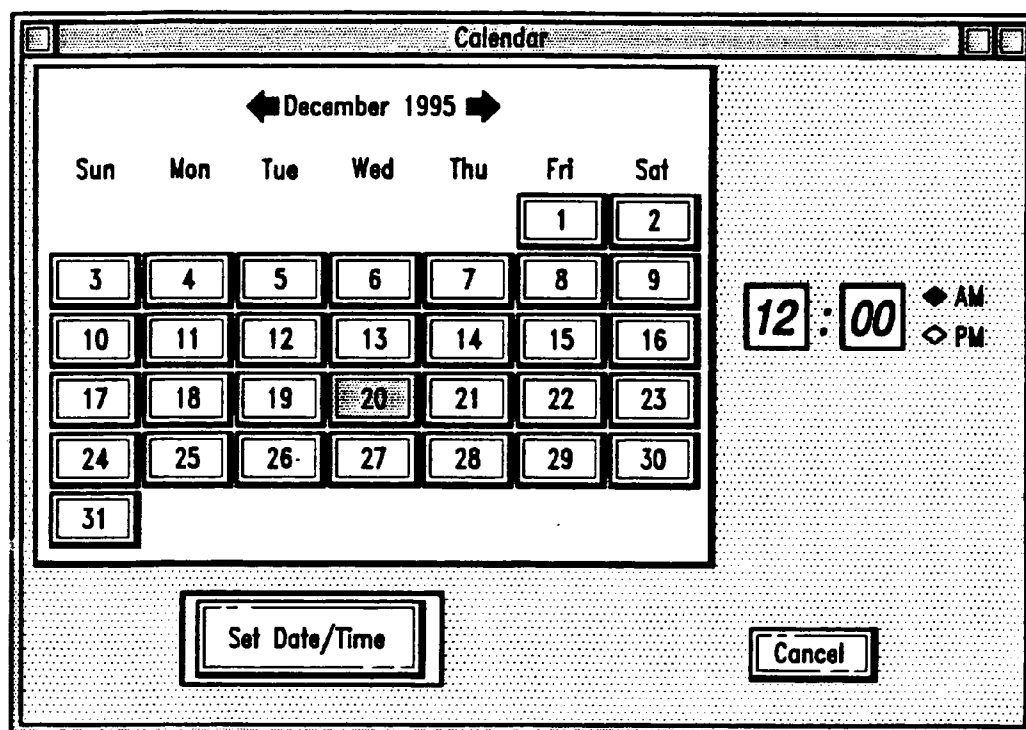 Calendar
December 1995
Sun Mon Tue Wed Thu Fri Sat
1 2
3 4 5 6 7 8 9
10 11 12 13 14 15 16
17 18 19 20 21 22 23
24 25 26 27 28 29 30
31
12 : 00 AM
PM
Set Date/Time
Cancel